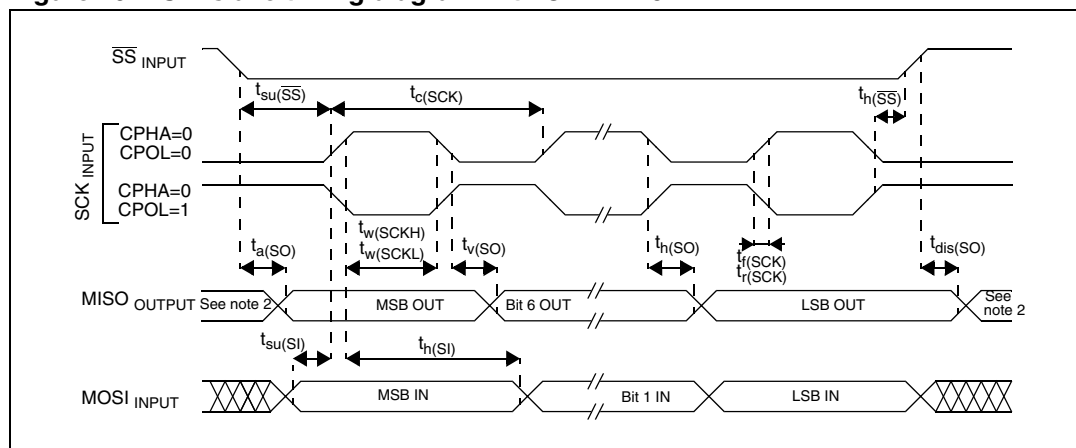 SS INPUT
tsu(SS)
tc(SCK)
th(SS)
SCK INPUT
CPHA=0
CPOL=0
CPHA=0
CPOL=1
ta(SO)
tw(SCKH)
tw(SCKL)
tv(SO)
th(SO)
tf(SCK)
tr(SCK)
tdis(SO)
MISO OUTPUT
See note 2
MSB OUT
Bit 6 OUT
LSB OUT
See
note 2
tsu(SI)
th(SI)
MOSI INPUT
MSB IN
Bit 1 IN
LSB IN